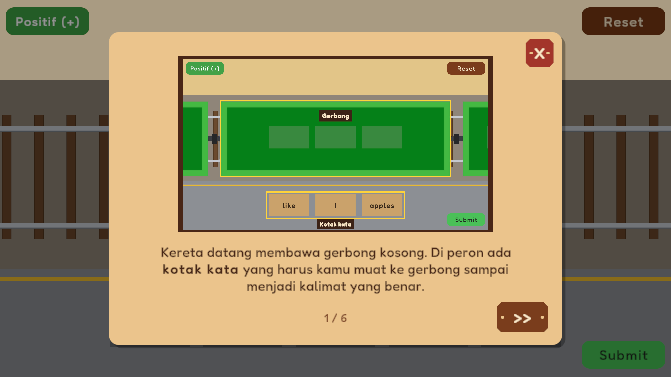 Positif (+)
Reset
-X-
Positif (+)
Reset
Gerbong
like
I
apples
Kotak kata
Submit
Kereta datang membawa gerbong kosong. Di peron ada
kotak kata yang harus kamu muat ke gerbong sampai
menjadi kalimat yang benar.
1 / 6
>>
Submit